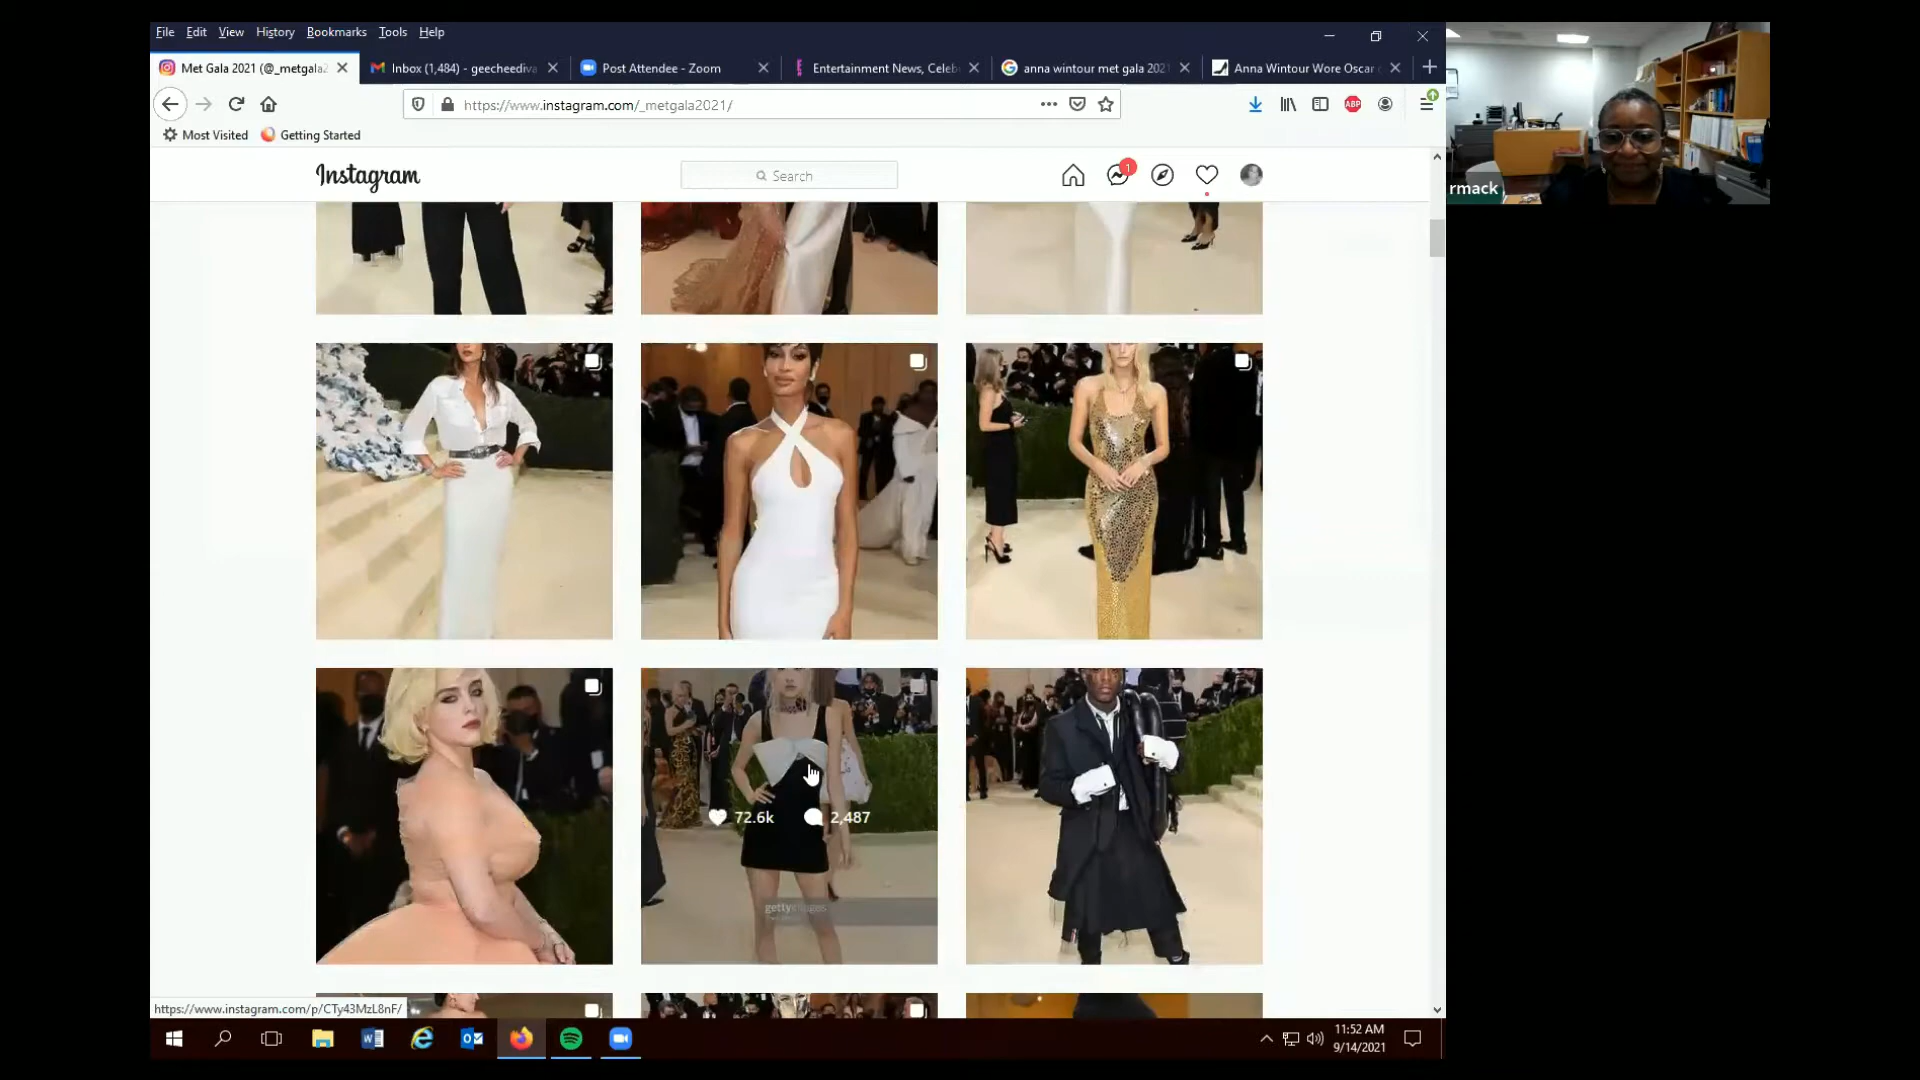 File Edit View History Bookmarks Tools Help
Met Gala 2021 (@_metgala2
Inbox (1,484) - geecheediva
Post Attendee - Zoom
Entertainment News, Celeb
anna wintour met gala 2021
Anna Wintour Wore Oscar
https://www.instagram.com/_metgala2021/
ABP
Most Visited Getting Started
Instagram
Search
1
rmack
72.6k 2,487
gettyimages
https://www.instagram.com/p/CTy43MzL8nF/
11:52 AM
9/14/2021